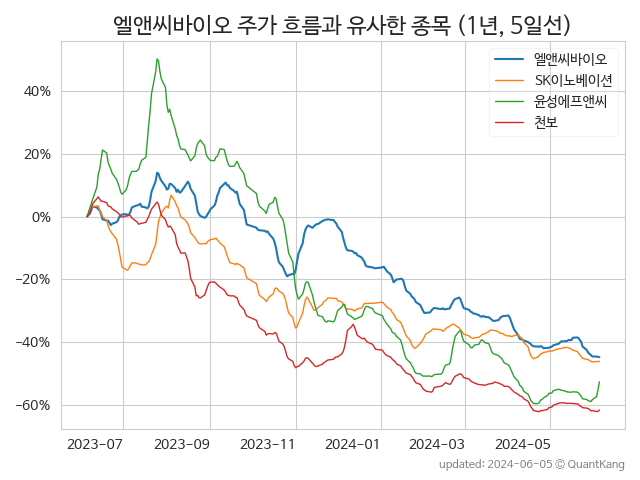 엘앤씨바이오 주가 흐름과 유사한 종목 (1년, 5일선)
엘앤씨바이오
SK이노베이션
윤성에프앤씨
천보
40%
20%
0%
−20%
−40%
−60%
2023−07
2023−09
2023−11
2024−01
2024−03
2024−05
updated: 2024-06-05 © QuantKang